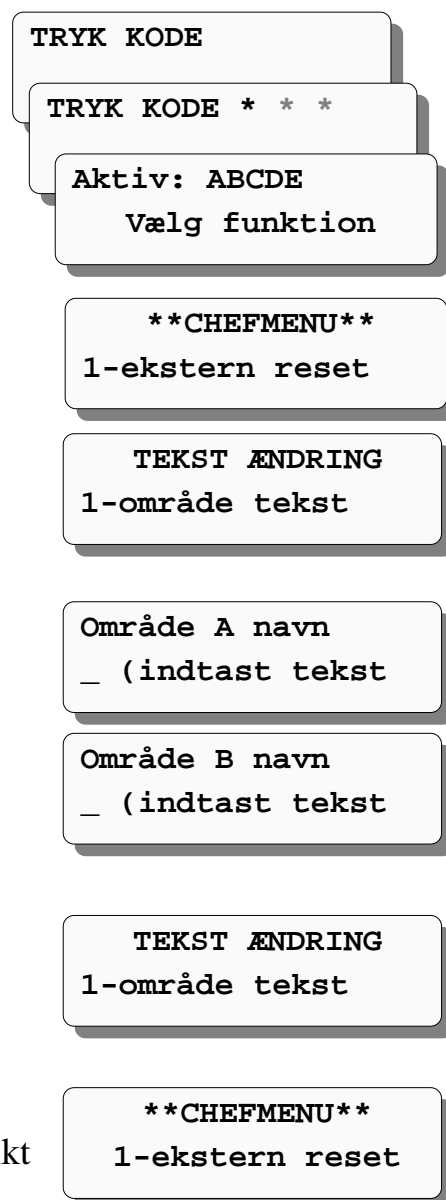 TRYK KODE
TRYK KODE * * *
Aktiv: ABCDE
Vælg funktion
**CHEFMENU**
1-ekstern reset
TEKST ÆNDRING
1-område tekst
Område A navn
_ (indtast tekst
Område B navn
_ (indtast tekst
TEKST ÆNDRING
1-område tekst
**CHEFMENU**
kt 1-ekstern reset